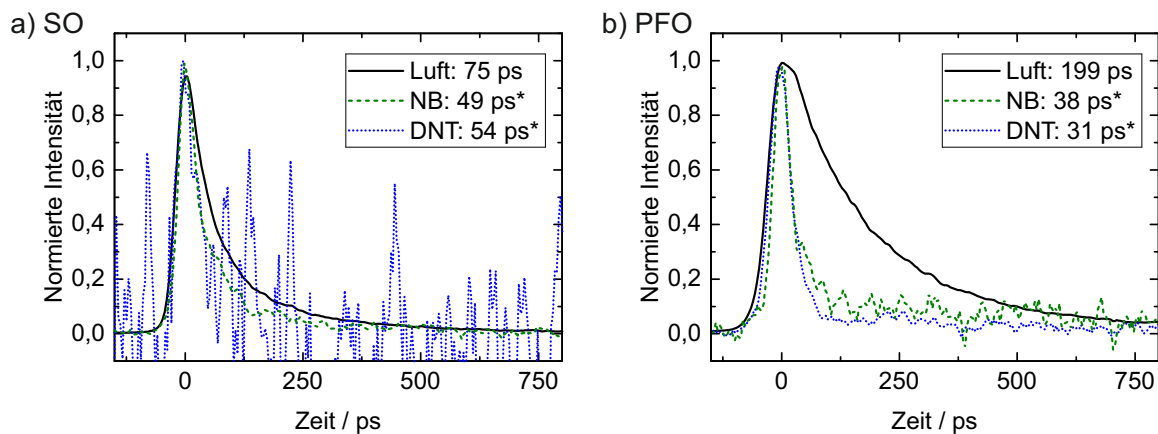 a) SO
1,0
0,8
0,6
0,4
0,2
0,0
Normierte Intensität
Luft: 75 ps
NB: 49 ps*
DNT: 54 ps*
0
250
500
750
Zeit / ps
b) PFO
1,0
0,8
0,6
0,4
0,2
0,0
Normierte Intensität
Luft: 199 ps
NB: 38 ps*
DNT: 31 ps*
0
250
500
750
Zeit / ps